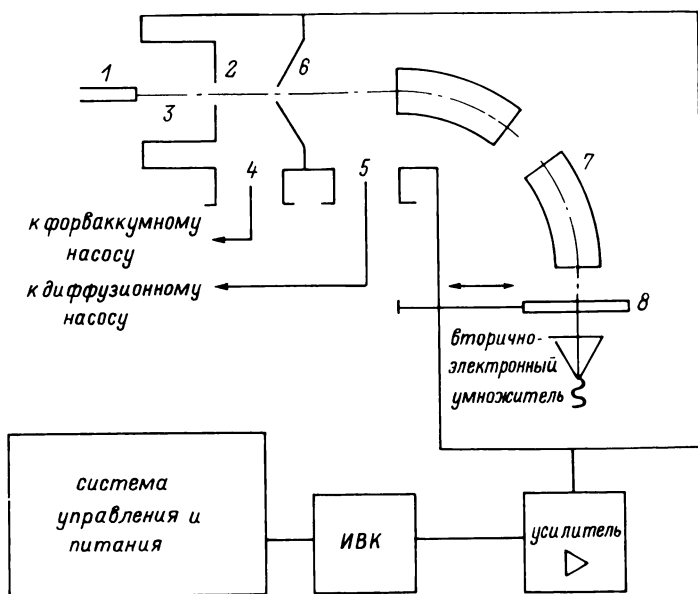 1
2
6
3
4
5
7
к форваккумному
насосу
к диффузионному
насосу
8
вторично-
электронный
умножитель
система
управления и
питания
ИВК
усилитель